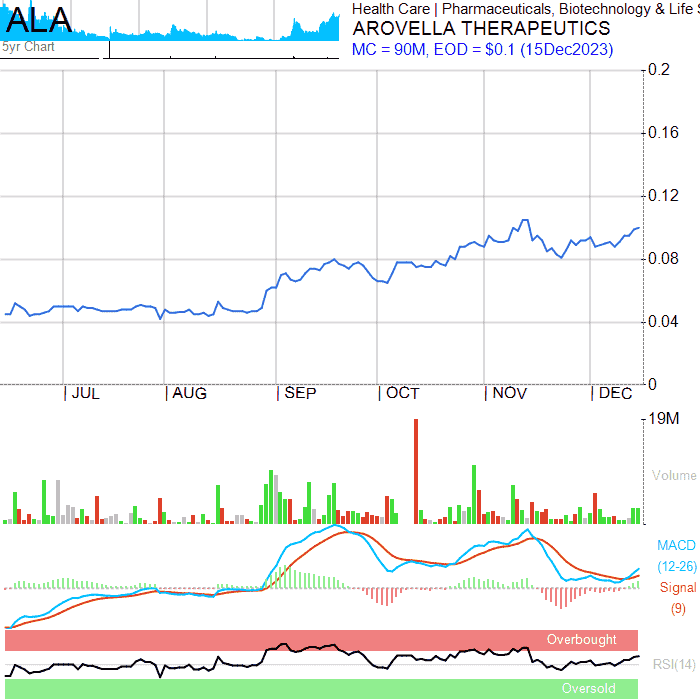 ALA
5yr Chart
Health Care | Pharmaceuticals, Biotechnology & Life S
AROVELLA THERAPEUTICS
MC = 90M, EOD = $0.1 (15Dec2023)
0.2
0.16
0.12
0.08
0.04
0
JUL
AUG
SEP
OCT
NOV
DEC
19M
Volume
MACD
(12-26)
Signal
(9)
Overbought
RSI(14)
Oversold